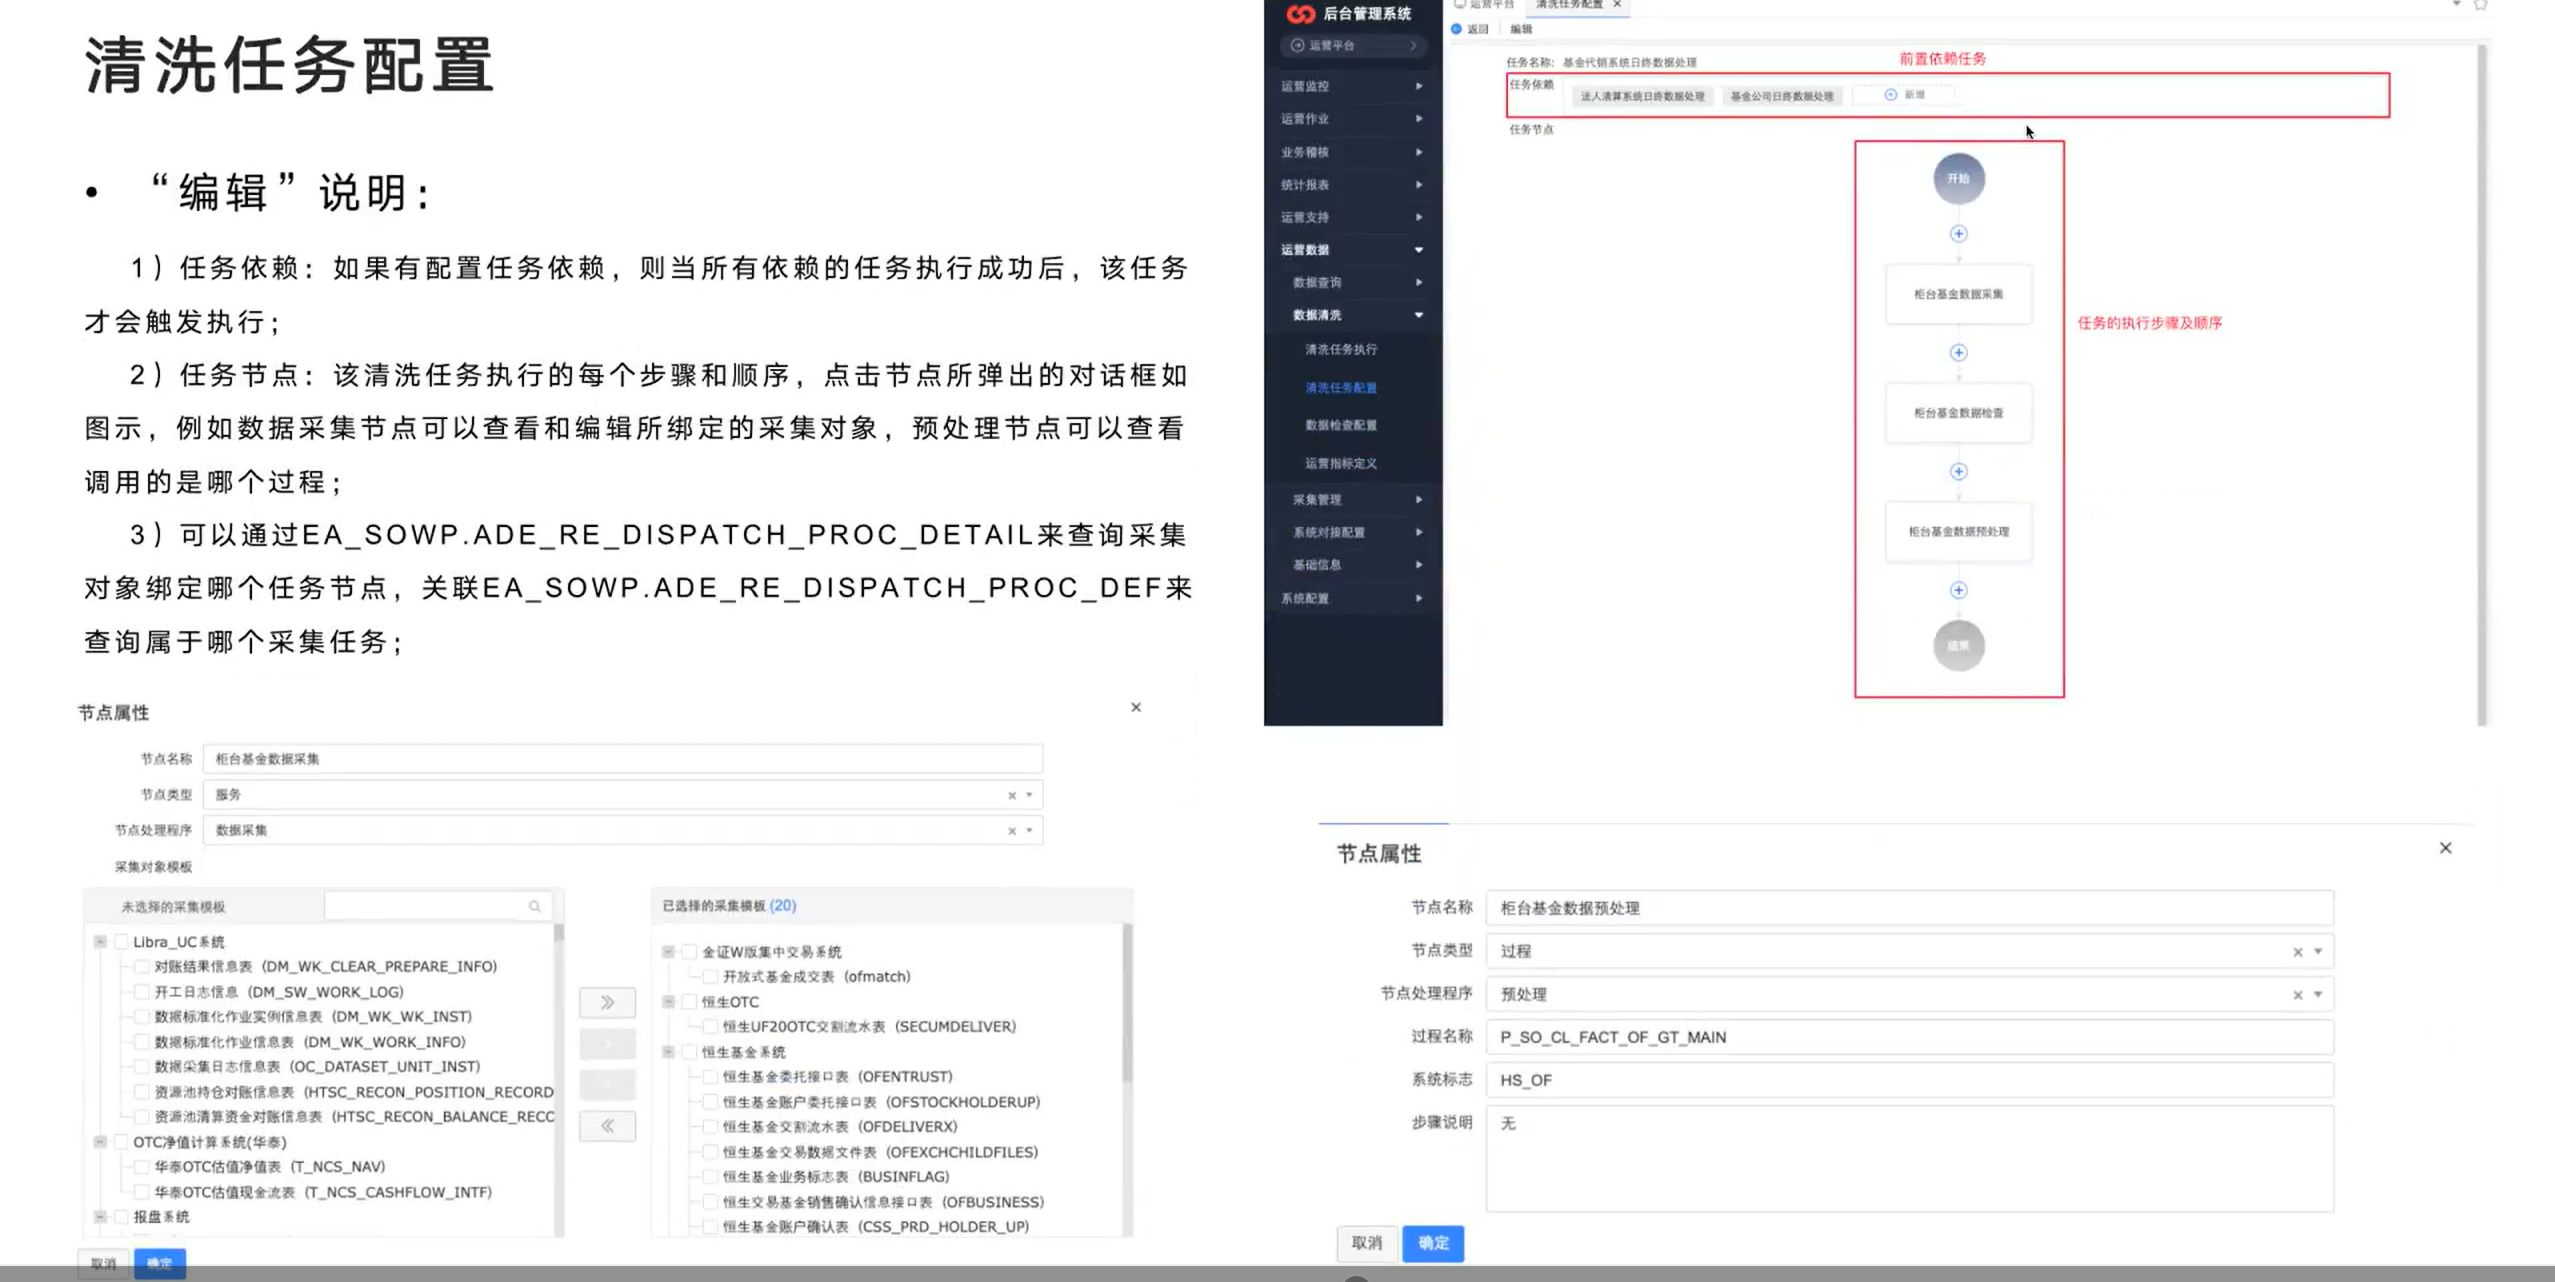 清洗任务配置
• “编辑”说明：
1）任务依赖：如果有配置任务依赖，则当所有依赖的任务执行成功后，该任务
才会触发执行；
2）任务节点：该清洗任务执行的每个步骤和顺序，点击节点所弹出的对话框如
图示，例如数据采集节点可以查看和编辑所绑定的采集对象，预处理节点可以查看
调用的是哪个过程；
3）可以通过EA_SOWP.ADE_RE_DISPATCH_PROC_DETAIL来查询采集
对象绑定哪个任务节点，关联EA_SOWP.ADE_RE_DISPATCH_PROC_DEF来
查询属于哪个采集任务；
后台管理系统
运营平台
运营监控
运营作业
业务稽核
统计报表
运营支持
运营数据
数据查询
数据清洗
清洗任务执行
清洗任务配置
数据检查配置
运营指标定义
采集管理
系统对接配置
基础信息
系统配置
运营平台 清洗任务配置 ×
返回 编辑
任务名称: 基金代销系统日终数据处理
前置依赖任务
任务依赖 法人清算系统日终数据处理 基金公司日终数据处理 新增
任务节点
开始
柜台基金数据采集
任务的执行步骤及顺序
柜台基金数据检查
柜台基金数据预处理
结束
节点属性
节点名称 柜台基金数据采集
节点类型 服务
节点处理程序 数据采集
采集对象模板
未选择的采集模板
Libra_UC系统
对账结果信息表（DM_WK_CLEAR_PREPARE_INFO)
开工日志信息（DM_SW_WORK_LOG)
数据标准化作业实例信息表（DM_WK_WK_INST)
数据标准化作业信息表（DM_WK_WORK_INFO)
数据采集日志信息表（OC_DATASET_UNIT_INST)
资源池持仓对账信息表（HTSC_RECON_POSITION_RECORD
资源池清算资金对账信息表（HTSC_RECON_BALANCE_RECO
OTC净值计算系统(华泰)
华泰OTC估值净值表（T_NCS_NAV)
华泰OTC估值现金流表（T_NCS_CASHFLOW_INTF)
报盘系统
已选择的采集模板 (20)
金证W版集中交易系统
开放式基金成交表（ofmatch)
恒生OTC
恒生UF20OTC交割流水表（SECUMDELIVER)
恒生基金系统
恒生基金委托接口表（OFENTRUST)
恒生基金账户委托接口表（OFSTOCKHOLDERUP)
恒生基金交割流水表（OFDELIVERX)
恒生基金交易数据文件表（OFEXCHCHILDFILES)
恒生基金业务标志表（BUSINFLAG)
恒生交易基金销售确认信息接口表（OFBUSINESS)
恒生基金账户确认表（CSS_PRD_HOLDER_UP)
取消 确定
节点属性
节点名称 柜台基金数据预处理
节点类型 过程
节点处理程序 预处理
过程名称 P_SO_CL_FACT_OF_GT_MAIN
系统标志 HS_OF
步骤说明 无
取消 确定